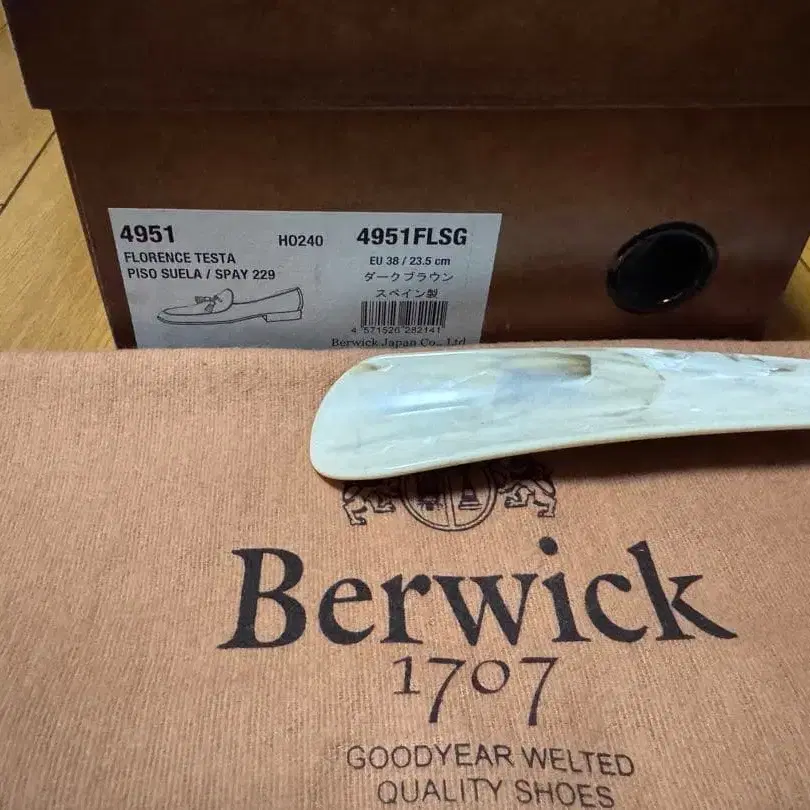 4951
HO240
4951FLSG
FLORENCE TESTA
PISO SUELA / SPAY 229
EU 38 / 23.5 cm
ダークブラウン
スペイン製
4 571526 282141
Berwick Japan Co., Ltd
Berwick
1707
GOODYEAR WELTED
QUALITY SHOES